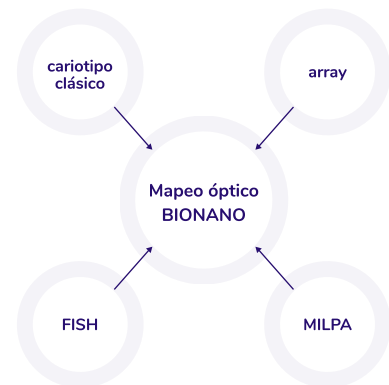 cariotipo
clásico
array
Mapeo óptico
BIONANO
FISH
MILPA